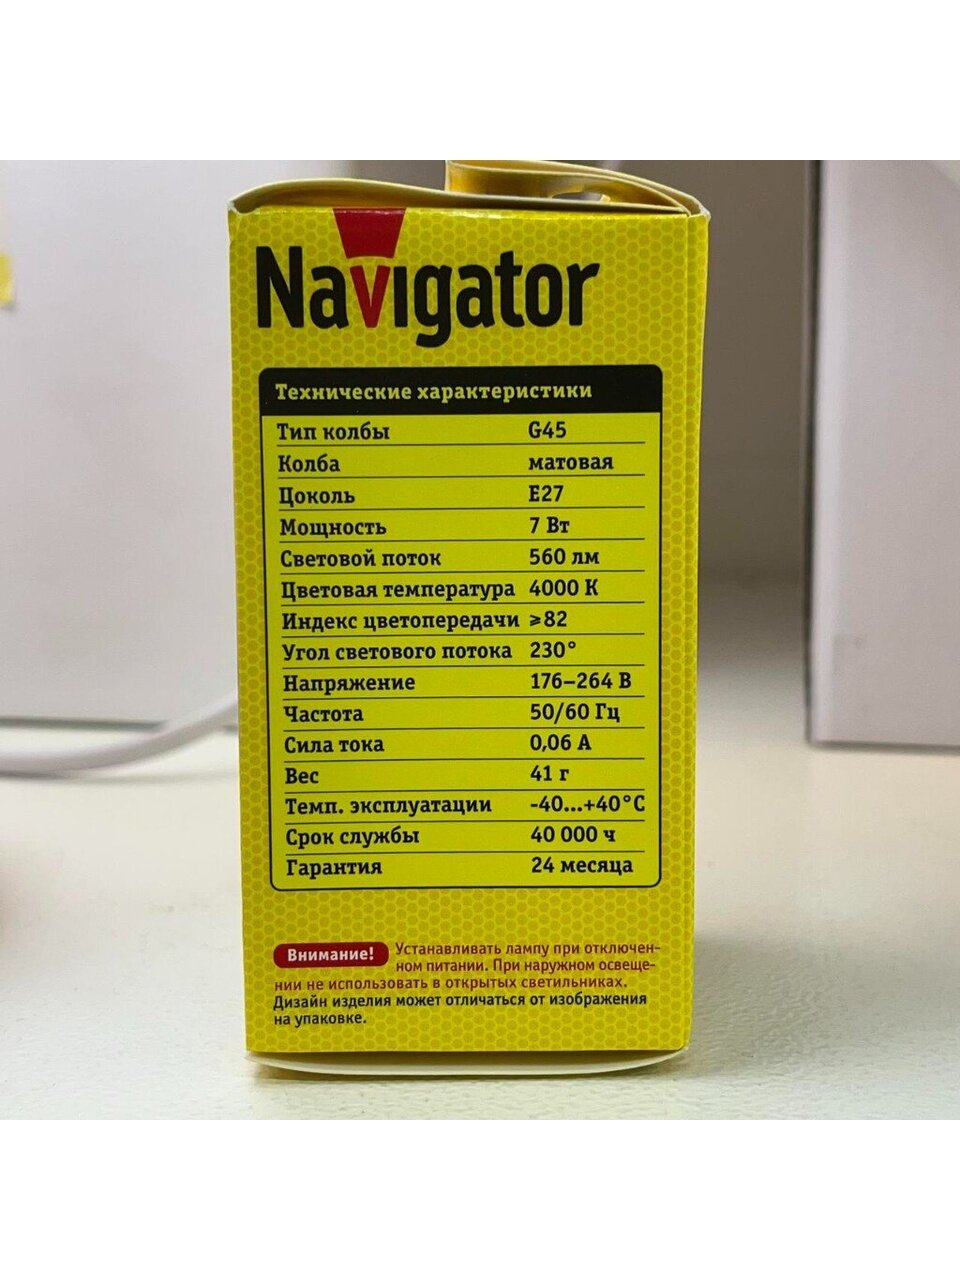 Navigator
Технические характеристики
Тип колбы G45
Колба матовая
Цоколь E27
Мощность 7 Вт
Световой поток 560 лм
Цветовая температура 4000 К
Индекс цветопередачи ≥82
Угол светового потока 230°
Напряжение 176–264 В
Частота 50/60 Гц
Сила тока 0,06 А
Вес 41 г
Темп. эксплуатации -40...+40°С
Срок службы 40 000 ч
Гарантия 24 месяца
Внимание! Устанавливать лампу при отключен-
ном питании. При наружном освеще-
нии не использовать в открытых светильниках.
Дизайн изделия может отличаться от изображения
на упаковке.